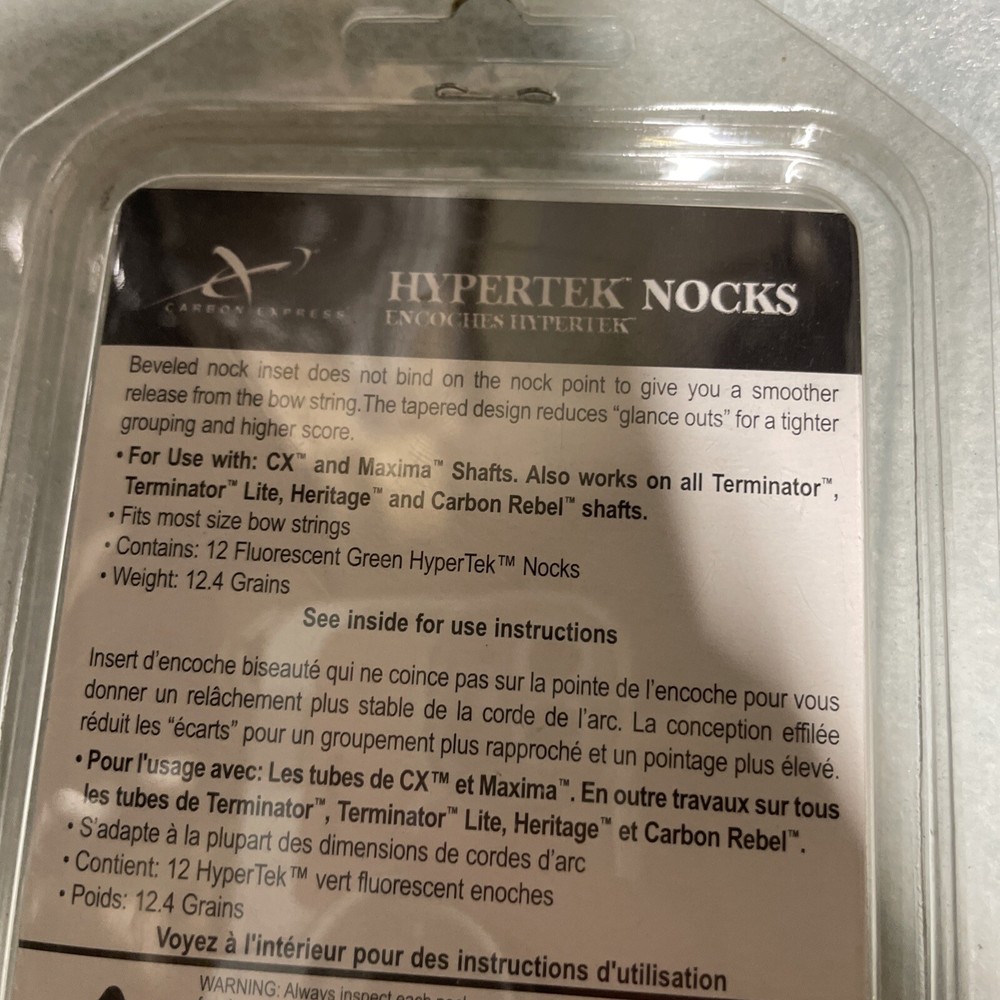 CARBON EXPRESS
HYPERTEK™ NOCKS
ENCOCHES HYPERTEK™
Beveled nock inset does not bind on the nock point to give you a smoother
release from the bow string.The tapered design reduces “glance outs” for a tighter
grouping and higher score.
• For Use with: CX™ and Maxima™ Shafts. Also works on all Terminator™,
Terminator™ Lite, Heritage™ and Carbon Rebel™ shafts.
• Fits most size bow strings
• Contains: 12 Fluorescent Green HyperTek™ Nocks
• Weight: 12.4 Grains
See inside for use instructions
Insert d’encoche biseauté qui ne coince pas sur la pointe de l’encoche pour vous
donner un relâchement plus stable de la corde de l’arc. La conception effilée
réduit les “écarts” pour un groupement plus rapproché et un pointage plus élevé.
• Pour l'usage avec: Les tubes de CX™ et Maxima™. En outre travaux sur tous
les tubes de Terminator™, Terminator™ Lite, Heritage™ et Carbon Rebel™.
• S’adapte à la plupart des dimensions de cordes d’arc
• Contient: 12 HyperTek™ vert fluorescent enoches
• Poids: 12.4 Grains
Voyez à l'intérieur pour des instructions d'utilisation
WARNING: Always inspect each